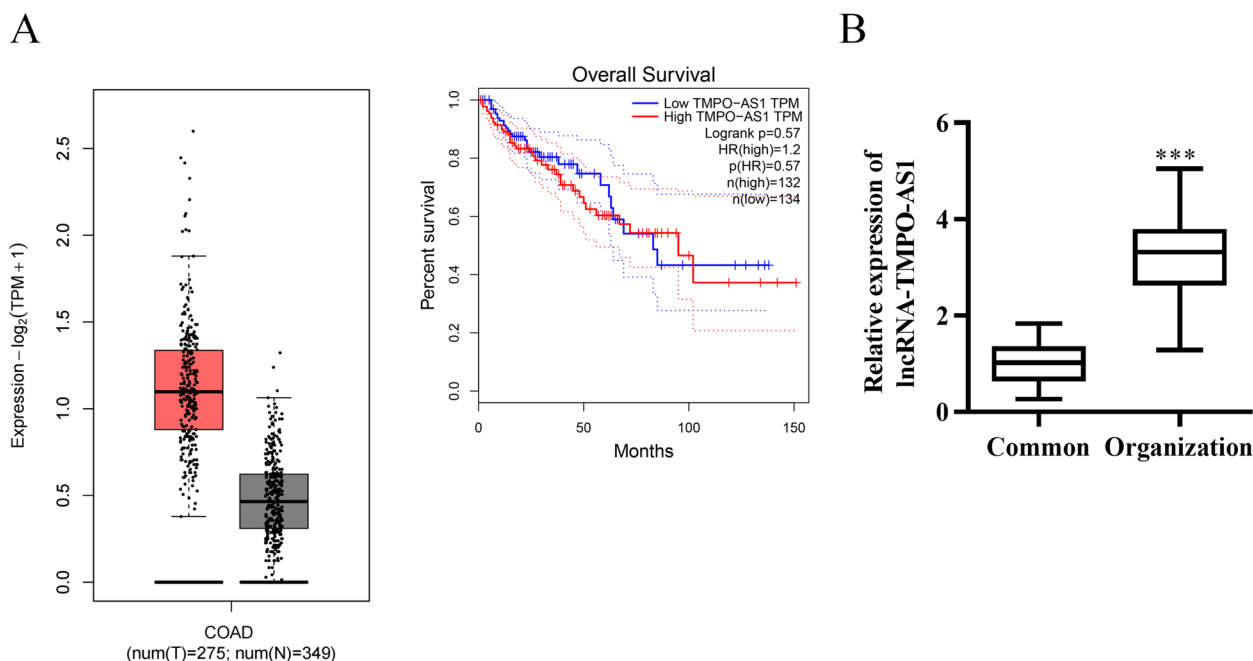 A
Expression − log2(TPM + 1)
2.5
2.0
1.5
1.0
0.5
0.0
COAD
(num(T)=275; num(N)=349)
Overall Survival
Low TMPO−AS1 TPM
High TMPO−AS1 TPM
Logrank p=0.57
HR(high)=1.2
p(HR)=0.57
n(high)=132
n(low)=134
Percent survival
1.0
0.8
0.6
0.4
0.2
0.0
0 50 100 150
Months
B
Relative expression of
lncRNA-TMPO-AS1
6
4
2
0
***
Common Organization